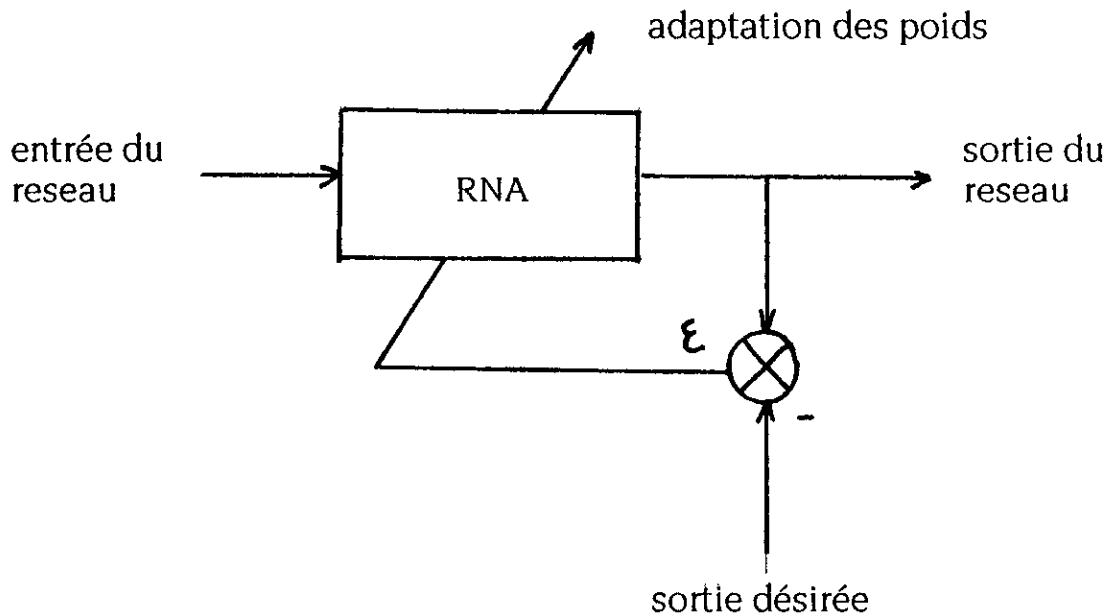 adaptation des poids
entrée du
reseau
RNA
sortie du
reseau
ε
-
sortie désirée